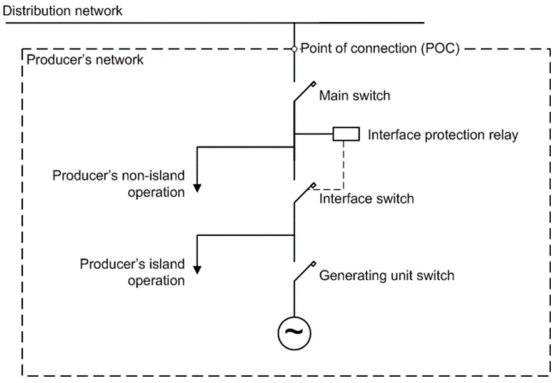 Distribution network
Point of connection (POC)
Producer's network
Main switch
Interface protection relay
Producer's non-island
operation
Interface switch
Producer's island
operation
Generating unit switch
~